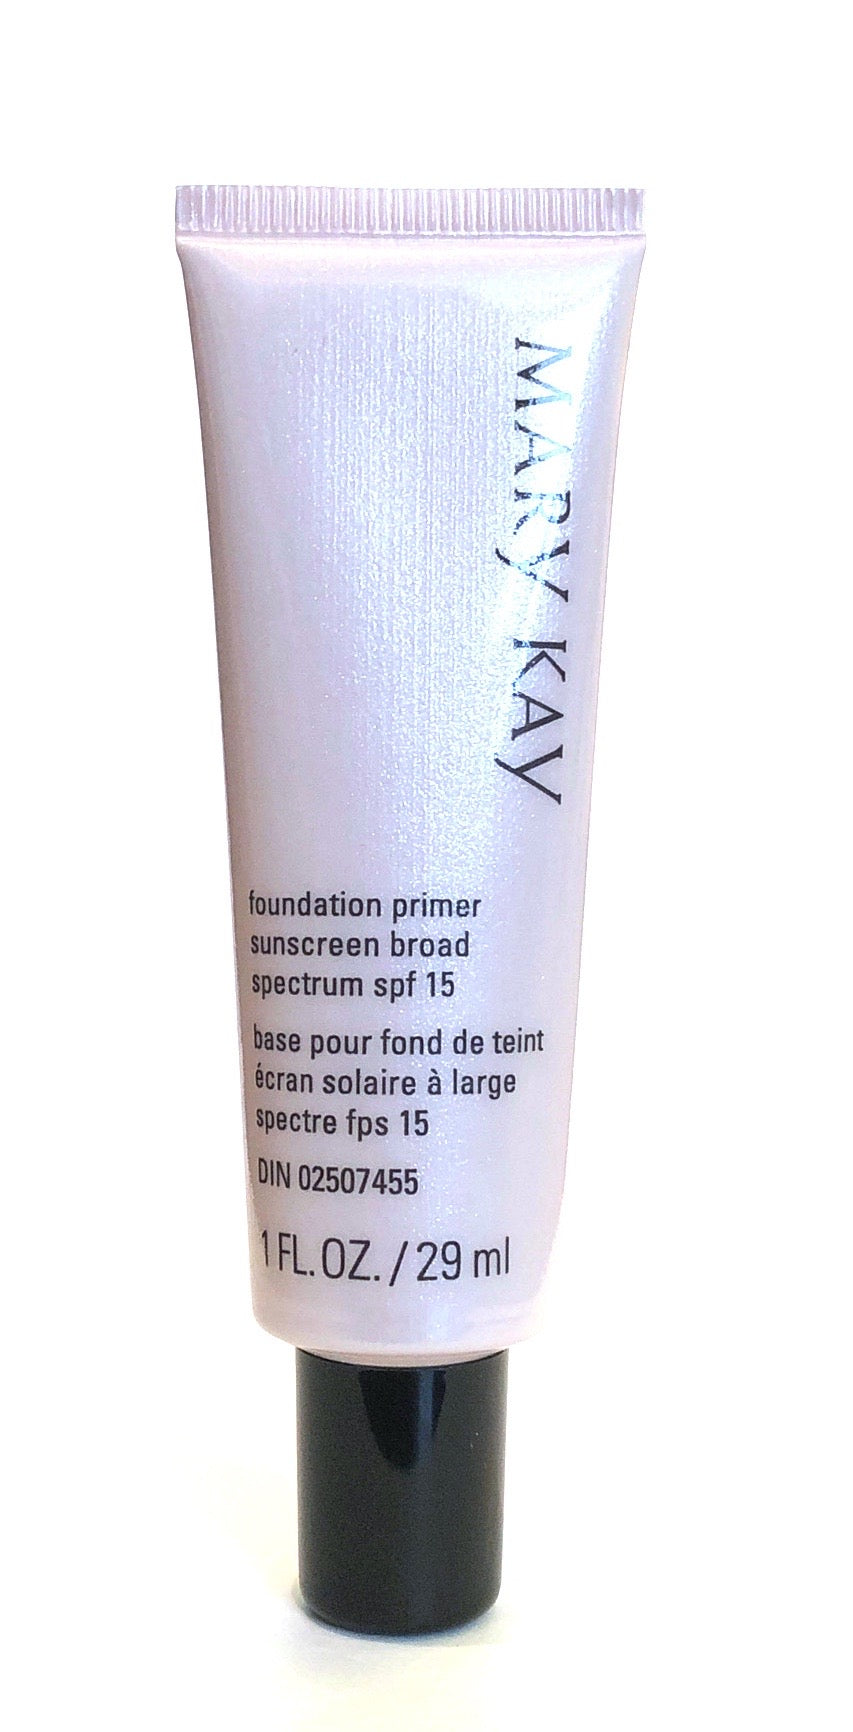 MARY KAY
foundation primer
sunscreen broad
spectrum spf 15
base pour fond de teint
écran solaire à large
spectre fps 15
DIN 02507455
1 FL. OZ. / 29 ml